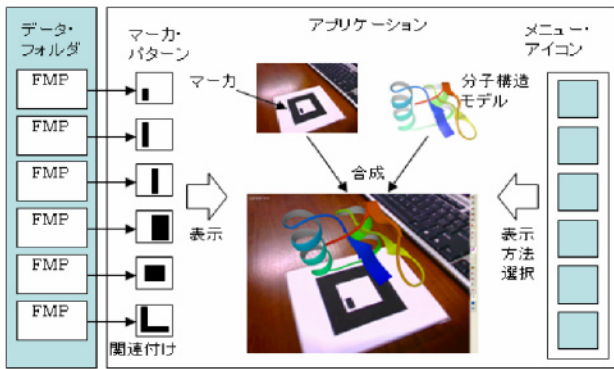 データ・
フォルダ
FMP
FMP
FMP
FMP
FMP
FMP
マーカ・
パターン
関連付け
表示
アプリケーション
マーカ
分子構造
モデル
合成
表示
方法
選択
メニュー・
アイコン